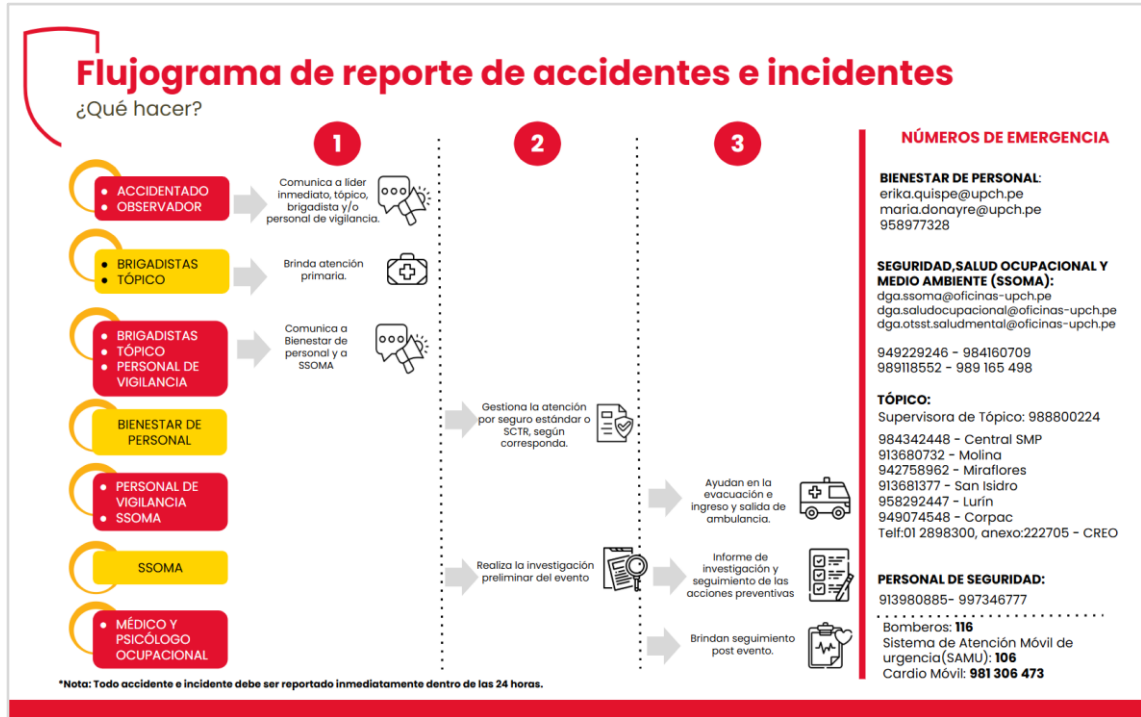 Flujograma de reporte de accidentes e incidentes
¿Qué hacer?
1
2
3
• ACCIDENTADO
• OBSERVADOR
Comunica a líder
inmediato, tópico,
brigadista y/o
personal de vigilancia.
• BRIGADISTAS
• TÓPICO
Brinda atención
primaria.
• BRIGADISTAS
• TÓPICO
• PERSONAL DE
VIGILANCIA
Comunica a
Bienestar de
personal y a
SSOMA
BIENESTAR DE
PERSONAL
Gestiona la atención
por seguro estándar o
SCTR, según
corresponda.
• PERSONAL DE
VIGILANCIA
• SSOMA
Ayudan en la
evacuación e
ingreso y salida de
ambulancia.
SSOMA
Realiza la investigación
preliminar del evento
Informe de
investigación y
seguimiento de las
acciones preventivas
• MÉDICO Y
PSICÓLOGO
OCUPACIONAL
Brindan seguimiento
post evento.
*Nota: Todo accidente e incidente debe ser reportado inmediatamente dentro de las 24 horas.
NÚMEROS DE EMERGENCIA
BIENESTAR DE PERSONAL:
erika.quispe@upch.pe
maria.donayre@upch.pe
958977328
SEGURIDAD,SALUD OCUPACIONAL Y
MEDIO AMBIENTE (SSOMA):
dga.ssoma@oficinas-upch.pe
dga.saludocupacional@oficinas-upch.pe
dga.otsst.saludmental@oficinas-upch.pe
949229246 - 984160709
989118552 - 989 165 498
TÓPICO:
Supervisora de Tópico: 988800224
984342448 - Central SMP
913680732 - Molina
942758962 - Miraflores
913681377 - San Isidro
958292447 - Lurín
949074548 - Corpac
Telf:01 2898300, anexo:222705 - CREO
PERSONAL DE SEGURIDAD:
913980885- 997346777
Bomberos: 116
Sistema de Atención Móvil de
urgencia(SAMU): 106
Cardio Móvil: 981 306 473